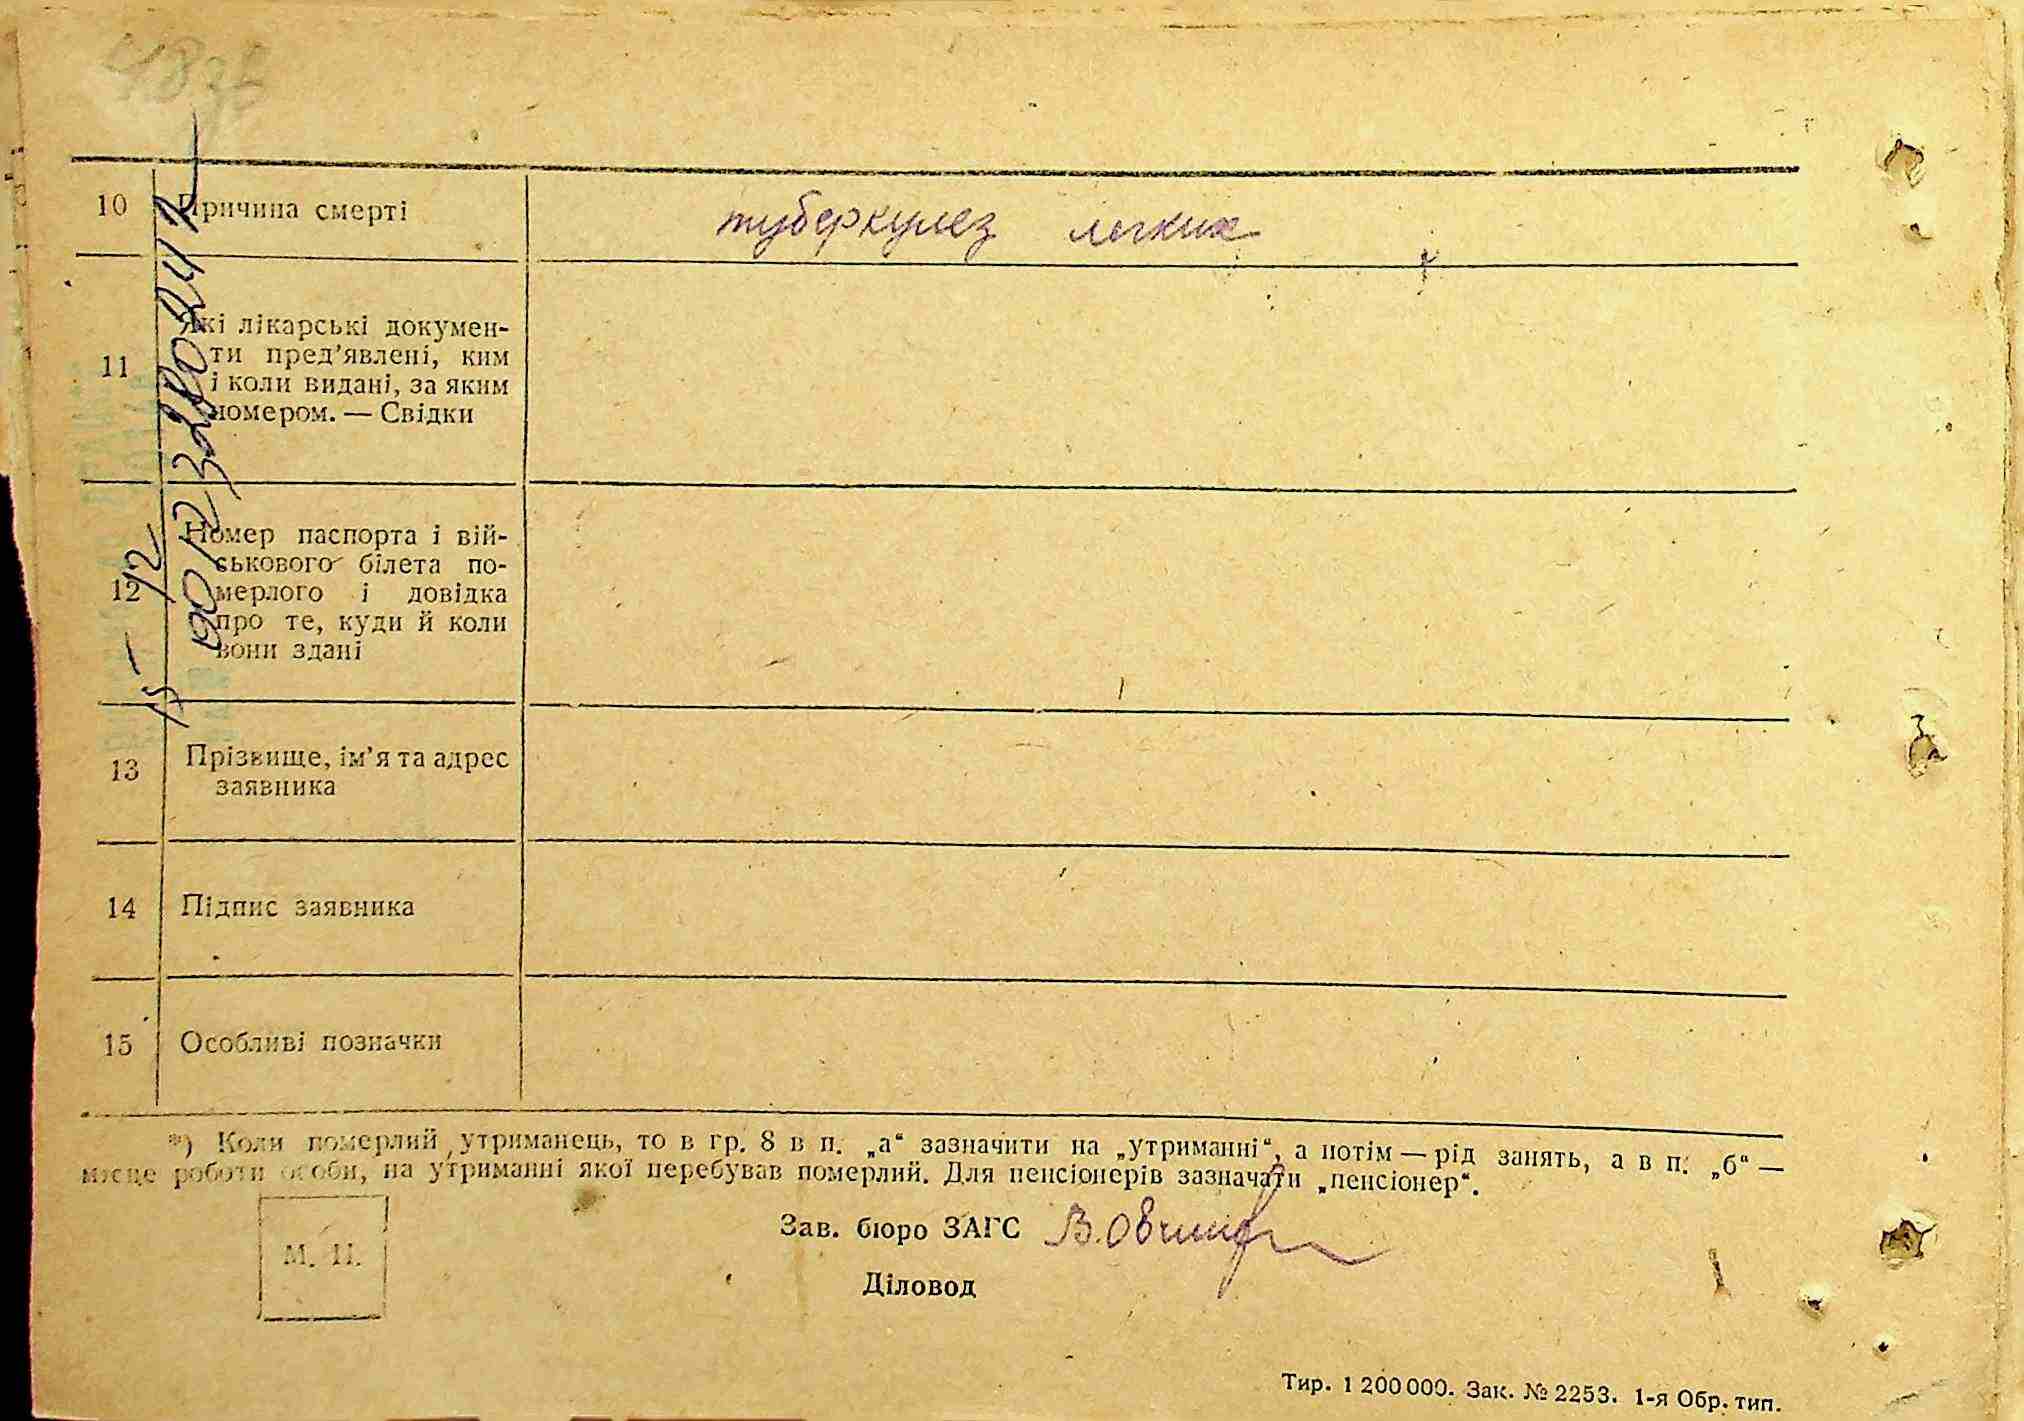 10 Причина смерті туберкулез легких
11 Які лікарські докумен-
ти пред’явлені, ким
і коли видані, за яким
номером. — Свідки
12 Номер паспорта і вій-
ськового білета по-
мерлого і довідка
про те, куди й коли
вони здані
13 Прізвище, ім’я та адрес
заявника
14 Підпис заявника
15 Особливі позначки
*) Коли померлий утриманець, то в гр. 8 в п. „а“ зазначити на „утриманні“, а потім — рід занять, а в п. „б“ —
місце роботи особи, на утриманні якої перебував померлий. Для пенсіонерів зазначати „пенсіонер“.
М. П.
Зав. бюро ЗАГС
Діловод
Тир. 1 200 000. Зак. № 2253. 1-я Обр. тип.